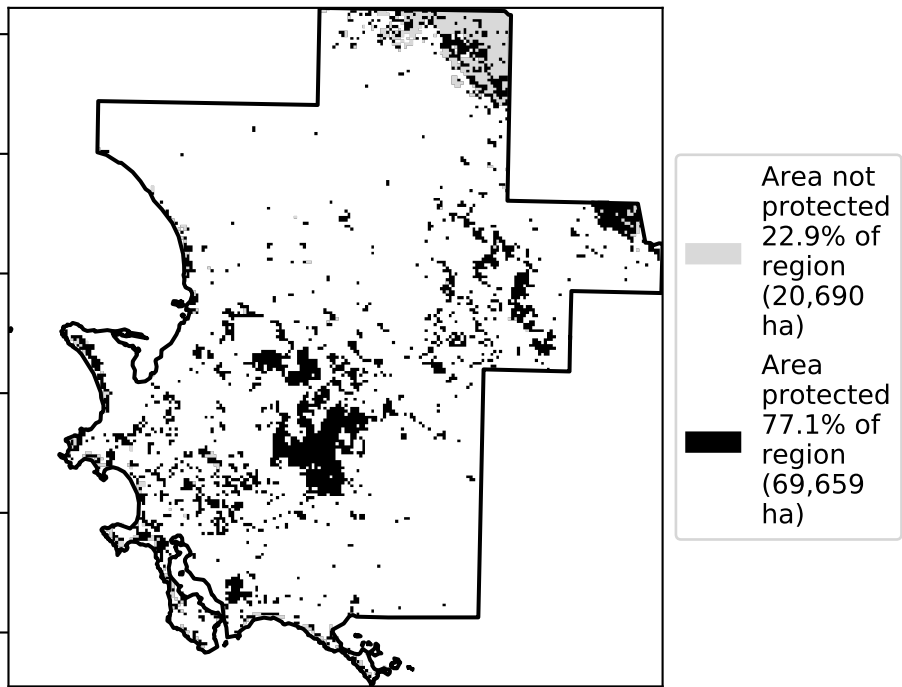 Area not
protected
22.9% of
region
(20,690
ha)
Area
protected
77.1% of
region
(69,659
ha)